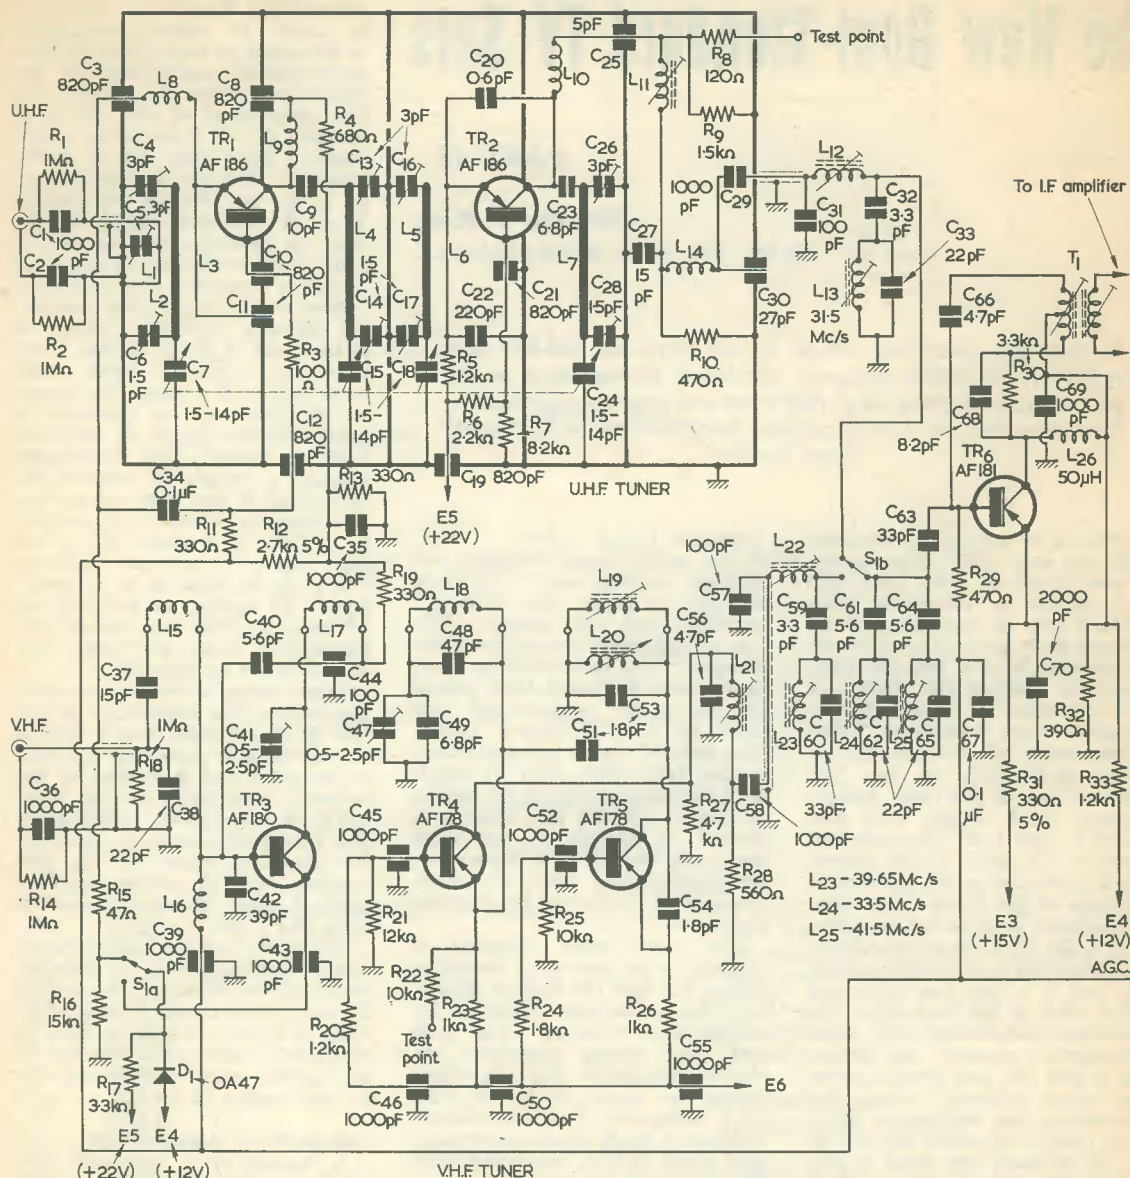 5pF
C25
Test point
R8
120Ω
C3
820pF
L8
C8
820
pF
C20
0·6pF
L10
L11
R9
1·5kΩ
U.H.F.
R1
1MΩ
C4
3pF
TR1
AF186
L9
R4
680Ω
3pF
C13
C16
TR2
AF186
C26
3pF
1000
pF
C29
L12
C31
100
pF
C32
3·3
pF
To I.F amplifier
C5, 3pF
C1
1000
pF
C2
L1
L2
L3
C9
10pF
L4
L5
1·5
pF
C14
C17
L6
C23
6·8pF
L7
C27
15
pF
L14
C33
22pF
L13
31·5
Mc/s
T1
C66
4·7pF
R2
1MΩ
C6
1·5
pF
C7
1·5-14pF
C10
820
pF
C11
R3
100
Ω
C15
C18
1·5-
14pF
C22
220pF
C21
820pF
R5
1·2kΩ
R6
2·2kΩ
R7
8·2kΩ
C28
1·5pF
C24
1·5-
14pF
C30
27pF
R10
470Ω
3·3kΩ
R30
C69
1000
pF
C68
8·2pF
L26
50μH
TR6
AF181
C12
820
pF
C34
0·1μF
R13
330Ω
C19
820pF
U.H.F. TUNER
E5
(+22V)
R11
330Ω
R12
2·7kΩ 5%
C35
1000pF
R19
330Ω
C63
33pF
S1b
R29
470Ω
2000
pF
C70
100pF
L22
C57
C59
3·3
pF
C61
5·6
pF
C64
5·6
pF
L15
C40
5·6pF
L17
L18
C48
47pF
L19
L20
C56
4·7pF
L21
C37
15pF
C44
100
pF
C47
0·5-2·5pF
C49
6·8pF
C53
1·8pF
C51
L23
C60
L24
C62
L25
C65
C67
0·1
μF
R32
390Ω
R31
330Ω
5%
R33
1·2kΩ
V.H.F.
1MΩ
R18
C36
1000pF
C38
22pF
C41
0·5-
2·5pF
TR3
AF180
C45
1000pF
TR4
AF178
C52
1000pF
TR5
AF178
R27
4·7
kΩ
C58
1000pF
33pF
22pF
R14
1MΩ
R15
47Ω
L16
C42
39pF
C39
1000
pF
C43
1000
pF
R21
12kΩ
R25
10kΩ
C54
1·8pF
R28
560Ω
L23-39·65Mc/s
L24-33·5Mc/s
L25-41·5Mc/s
E3
(+15V)
E4
(+12V)
A.G.C.
S1a
R16
15kΩ
R22
10kΩ
R23
1kΩ
R24
1·8kΩ
R26
1kΩ
R20
1·2kΩ
Test
point
R17
3·3kΩ
D1
OA47
C46
1000pF
C50
1000pF
C55
1000pF
E6
E5
(+22V)
E4
(+12V)
V.H.F. TUNER